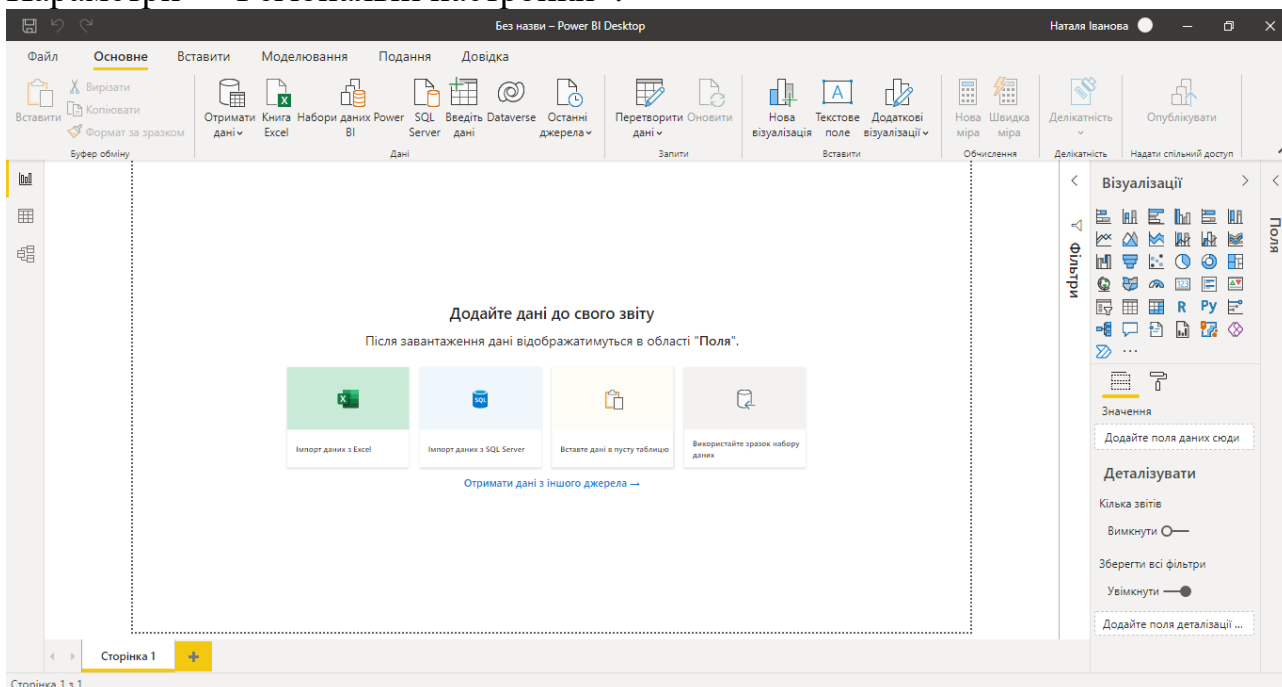 Параметри — "Регіональні настройки".
Без назви – Power BI Desktop
Наталя Іванова
Файл Основне Вставити Моделювання Подання Довідка
Вставити
Вирізати
Копіювати
Формат за зразком
Буфер обміну
Отримати дані
Книга Excel
Набори даних Power BI
SQL Server
Введіть дані
Dataverse
Останні джерела
Дані
Перетворити дані
Оновити
Запити
Нова візуалізація
Текстове поле
Додаткові візуалізації
Вставити
Нова міра
Швидка міра
Обчислення
Делікатність
Делікатність
Опублікувати
Надати спільний доступ
Додайте дані до свого звіту
Після завантаження дані відображатимуться в області "Поля".
Імпорт даних з Excel
Імпорт даних з SQL Server
Вставте дані в пусту таблицю
Використайте зразок набору
даних
Отримати дані з іншого джерела →
Фільтри
Візуалізації
Значення
Додайте поля даних сюди
Деталізувати
Кілька звітів
Вимкнути
Зберегти всі фільтри
Увімкнути
Додайте поля деталізації ...
Поля
Сторінка 1
Сторінка 1 з 1